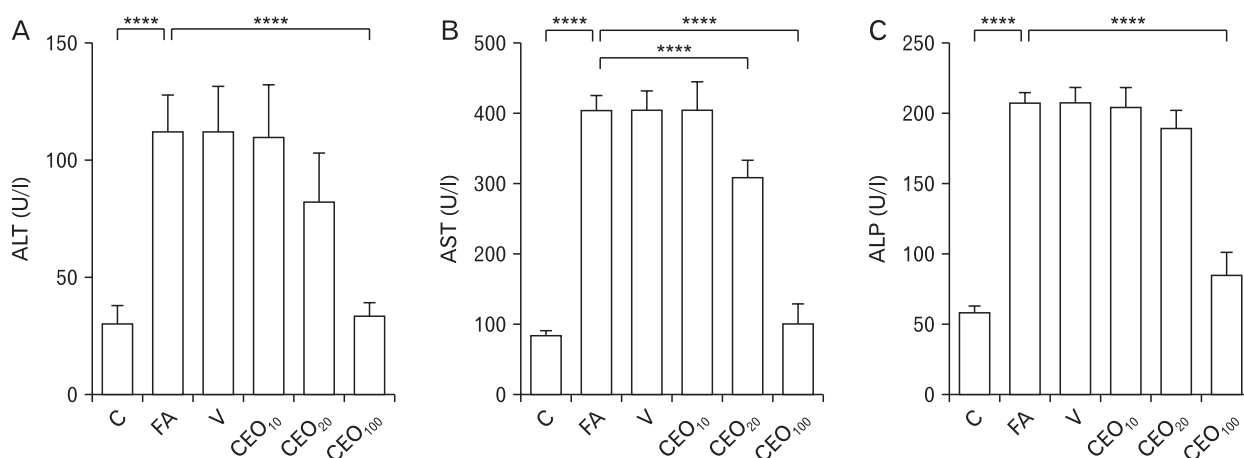 A
**** ****
150
100
50
0
ALT (U/l)
C FA V CEO₁₀ CEO₂₀ CEO₁₀₀
B
**** ****
****
500
400
300
200
100
0
AST (U/l)
C FA V CEO₁₀ CEO₂₀ CEO₁₀₀
C
**** ****
250
200
150
100
50
0
ALP (U/l)
C FA V CEO₁₀ CEO₂₀ CEO₁₀₀